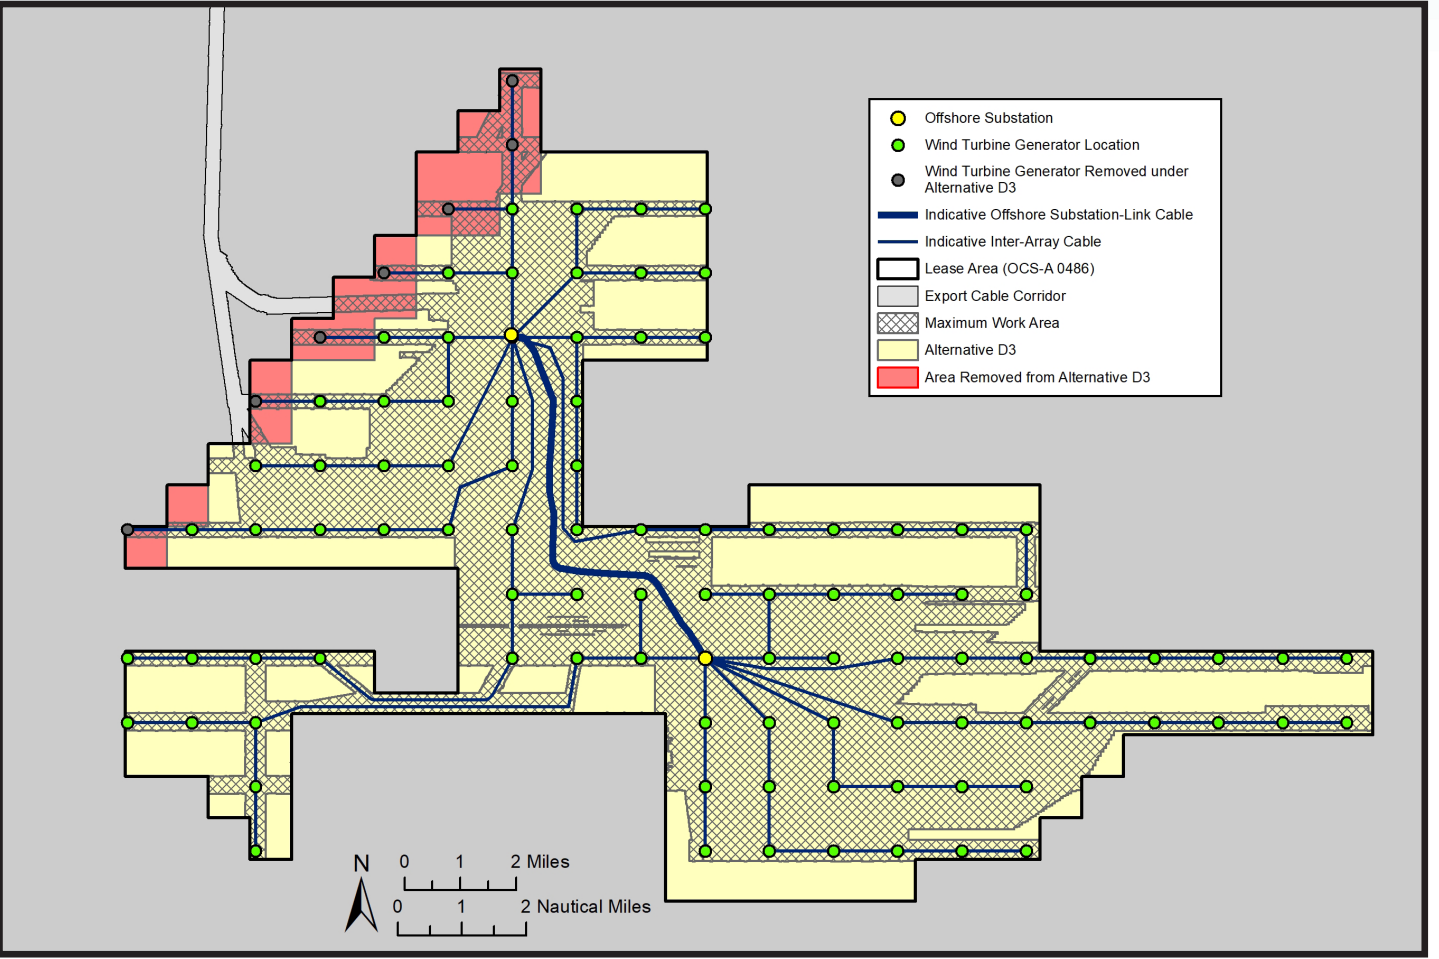 Offshore Substation
Wind Turbine Generator Location
Wind Turbine Generator Removed under
Alternative D3
Indicative Offshore Substation-Link Cable
Indicative Inter-Array Cable
Lease Area (OCS-A 0486)
Export Cable Corridor
Maximum Work Area
Alternative D3
Area Removed from Alternative D3
N
0 1 2 Miles
0 1 2 Nautical Miles